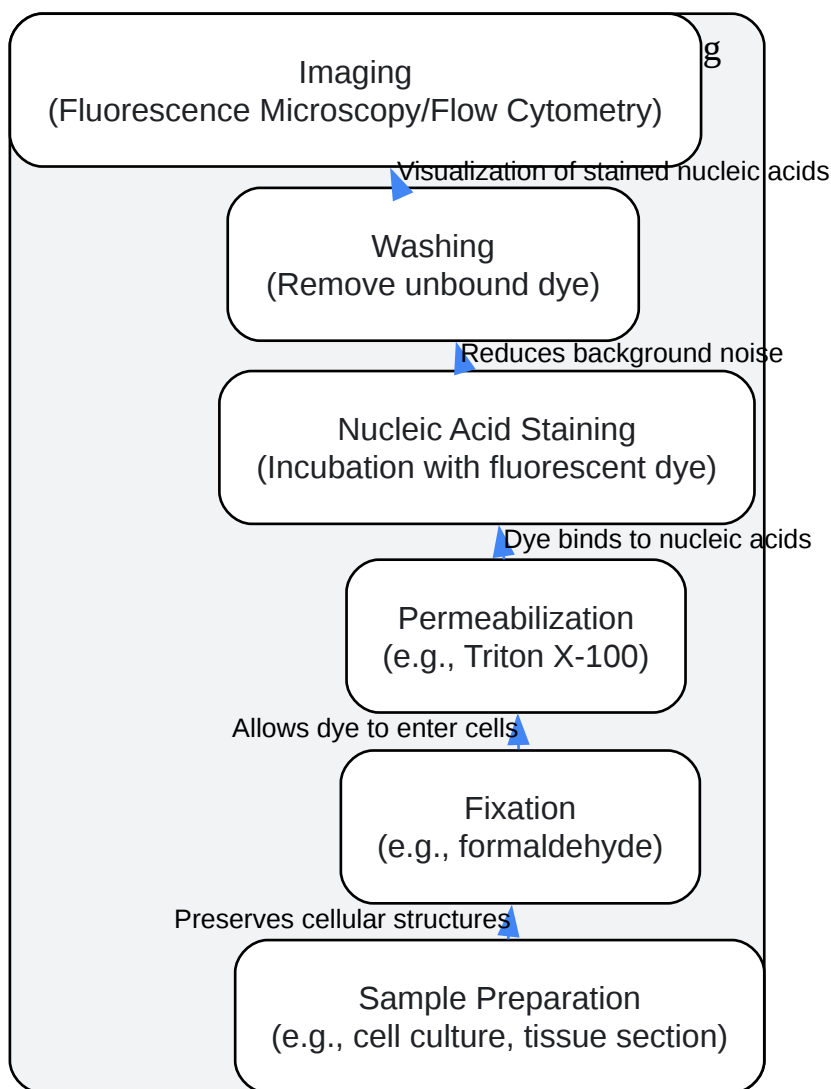 Imaging
(Fluorescence Microscopy/Flow Cytometry)
Visualization of stained nucleic acids
Washing
(Remove unbound dye)
Reduces background noise
Nucleic Acid Staining
(Incubation with fluorescent dye)
Dye binds to nucleic acids
Permeabilization
(e.g., Triton X-100)
Allows dye to enter cells
Fixation
(e.g., formaldehyde)
Preserves cellular structures
Sample Preparation
(e.g., cell culture, tissue section)